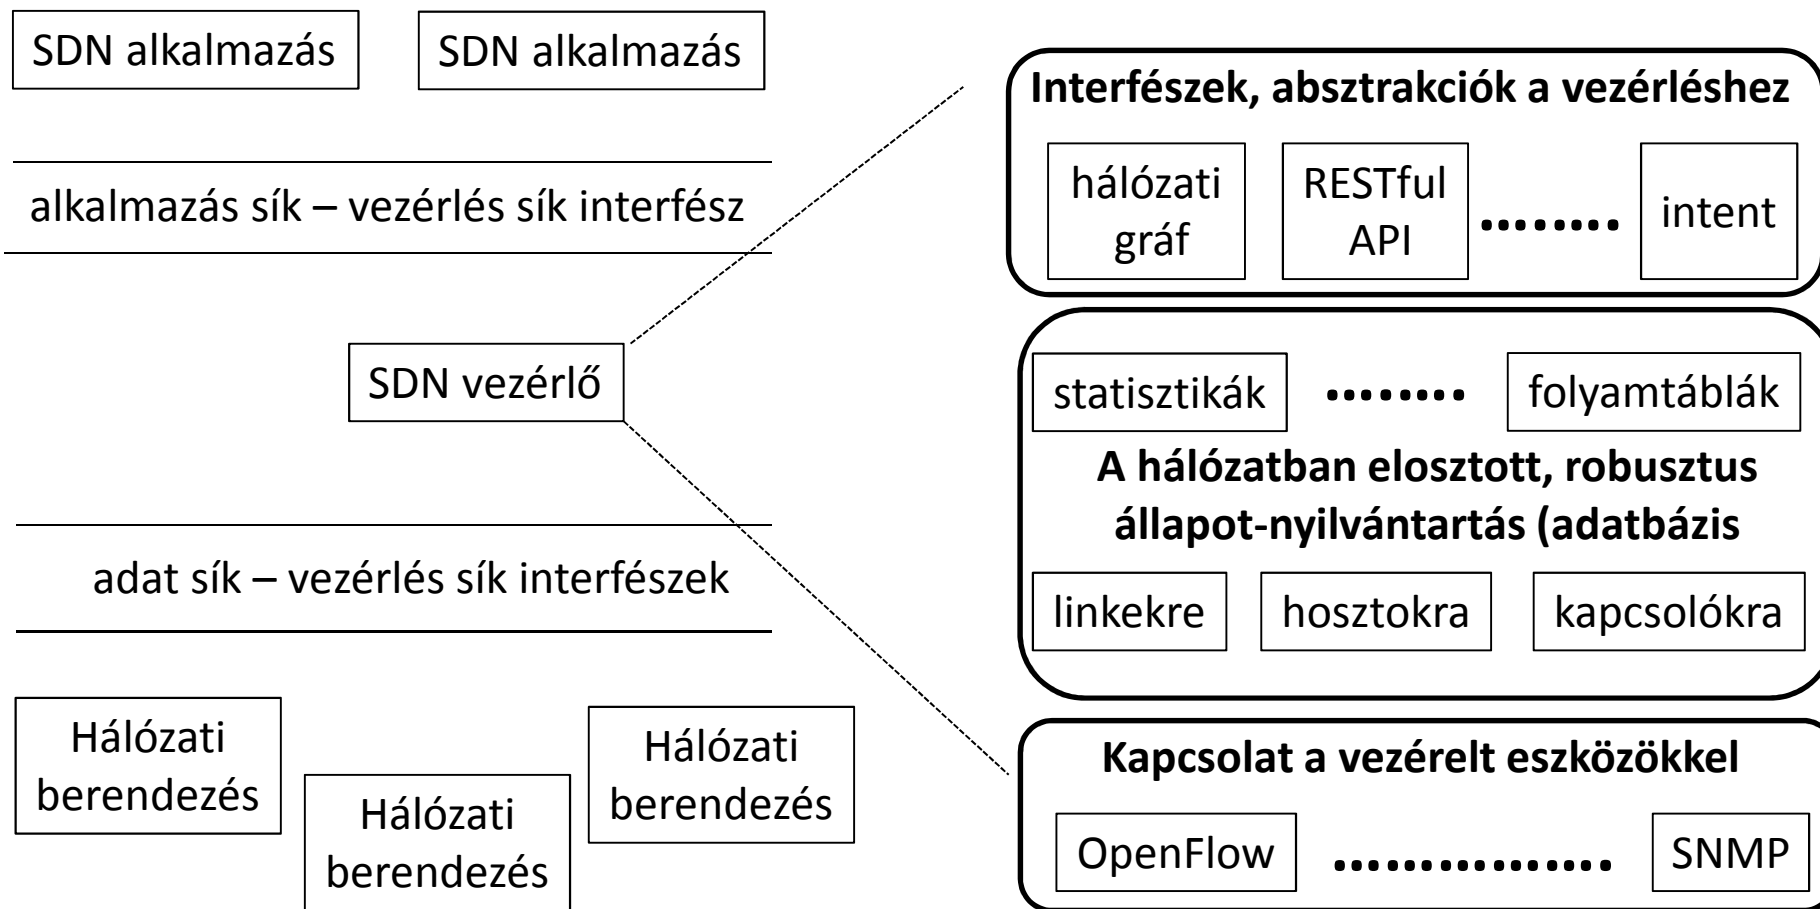 SDN alkalmazás
SDN alkalmazás
alkalmazás sík – vezérlés sík interfész
SDN vezérlő
adat sík – vezérlés sík interfészek
Hálózati
berendezés
Hálózati
berendezés
Hálózati
berendezés
Interfészek, absztrakciók a vezérléshez
hálózati
gráf
RESTful
API
........
intent
statisztikák
........
folyamtáblák
A hálózatban elosztott, robusztus
állapot-nyilvántartás (adatbázis
linkekre
hosztokra
kapcsolókra
Kapcsolat a vezérelt eszközökkel
OpenFlow
................
SNMP